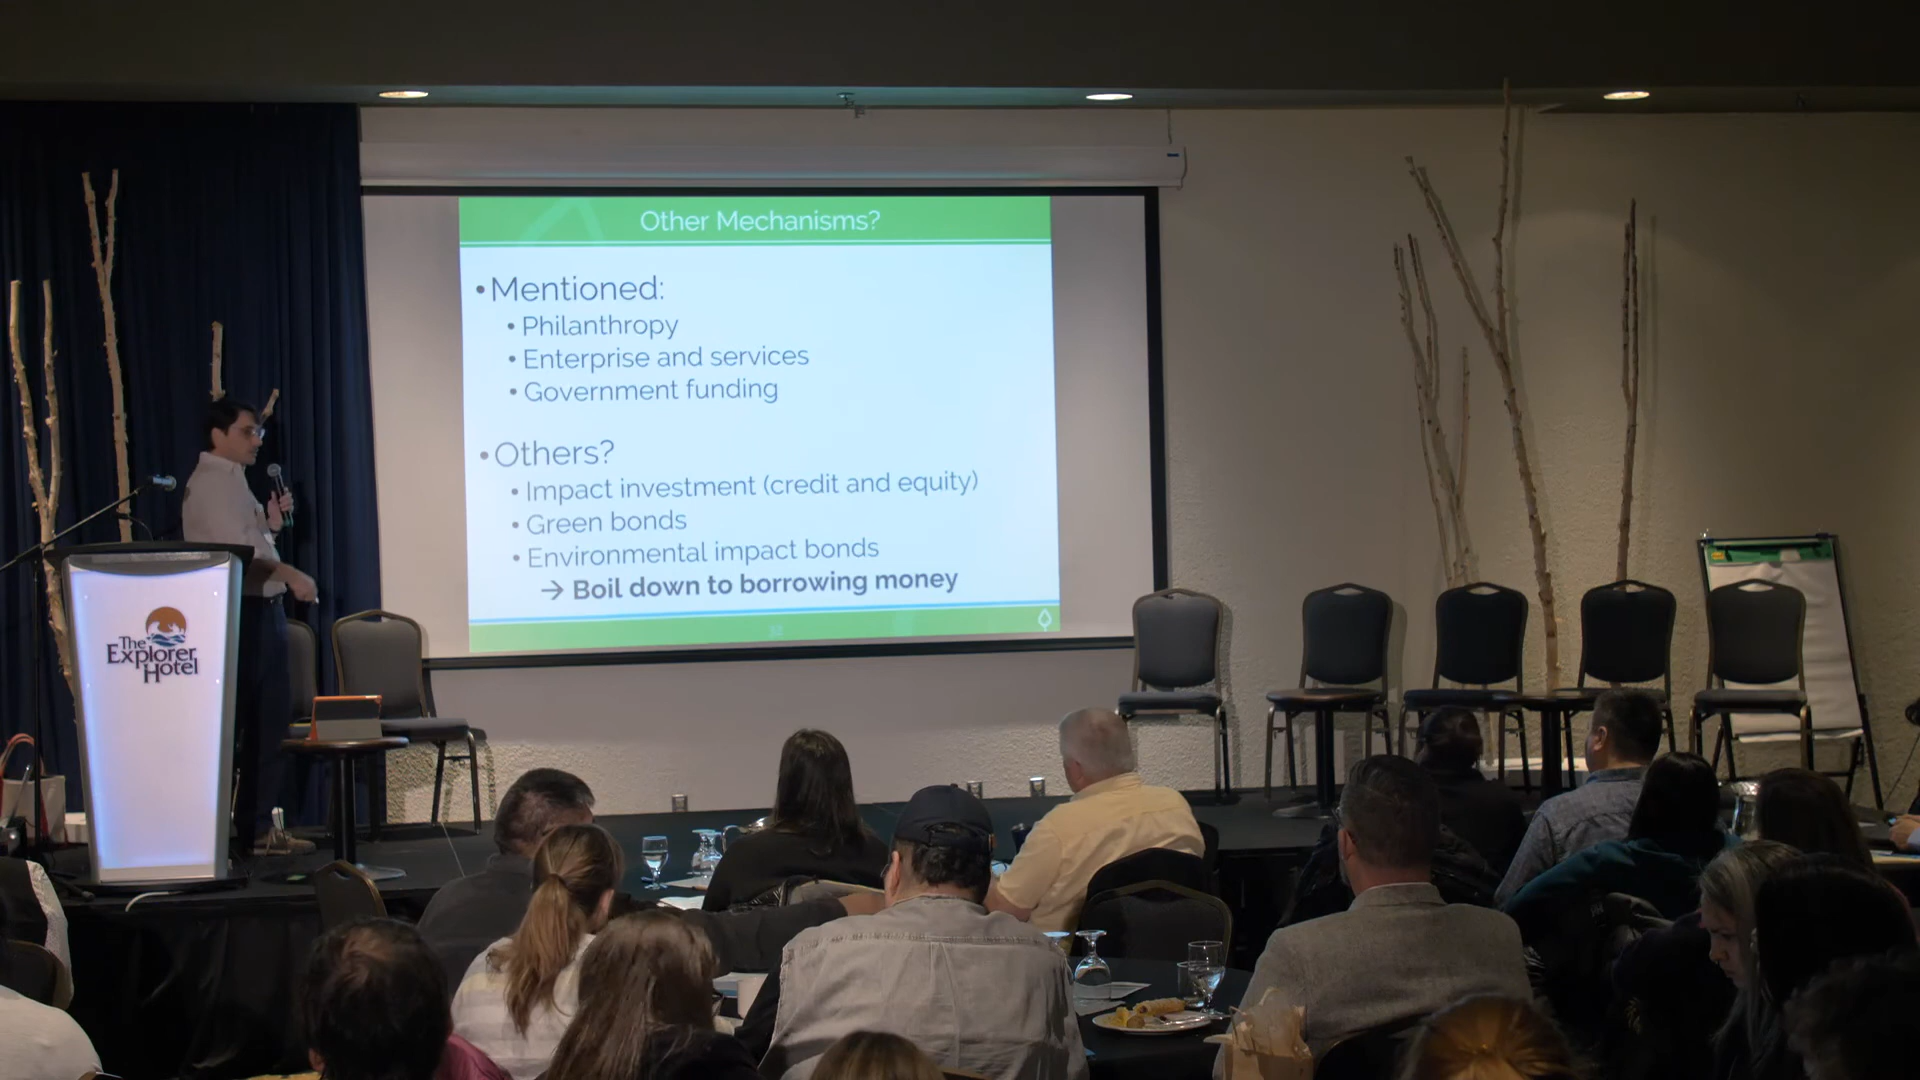 Other Mechanisms?
• Mentioned:
• Philanthropy
• Enterprise and services
• Government funding
• Others?
• Impact investment (credit and equity)
• Green bonds
• Environmental impact bonds
→ Boil down to borrowing money
The
Explorer
Hotel